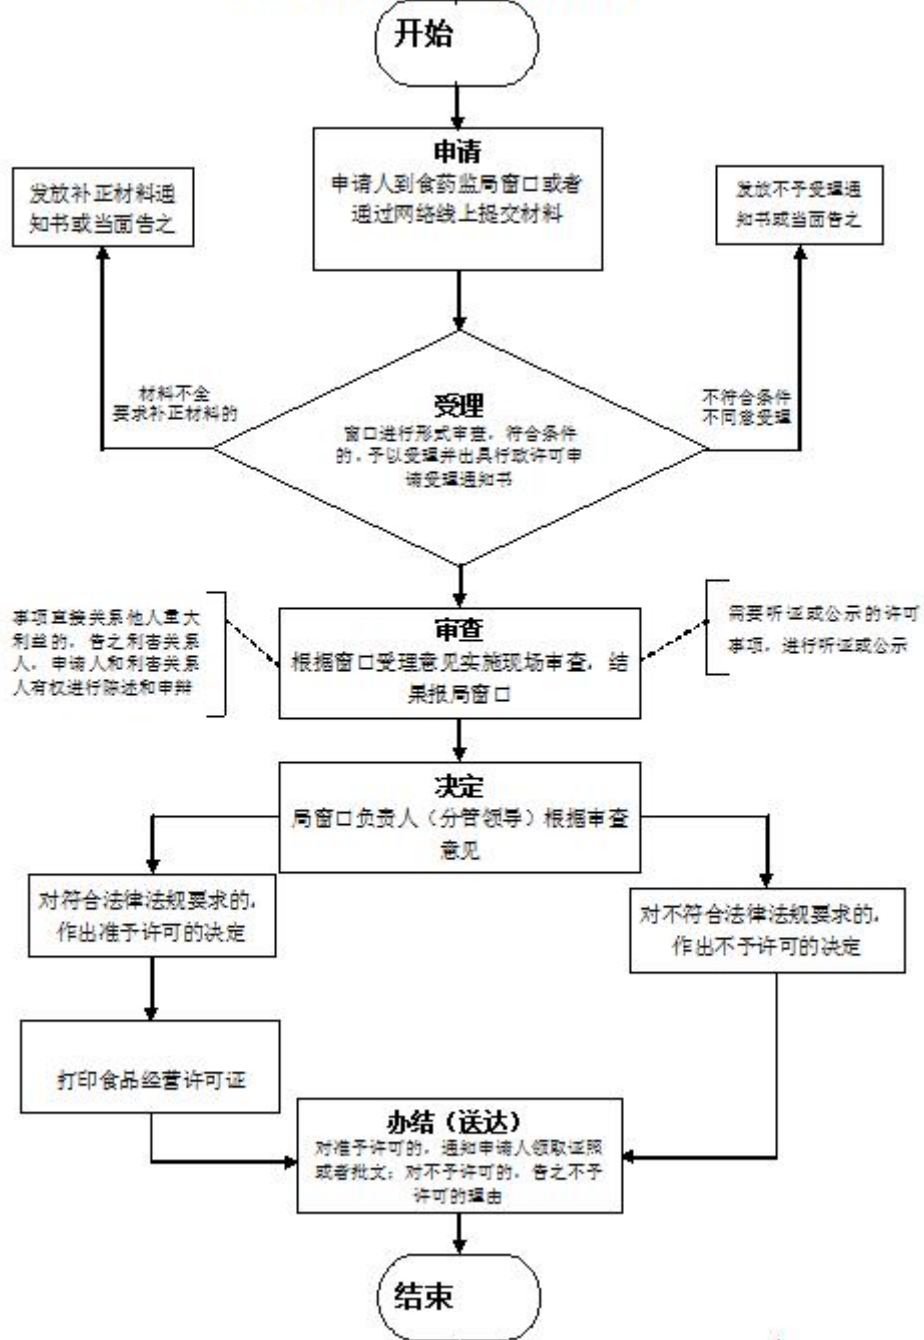 开始
申请
申请人到食药监局窗口或者
通过网络线上提交材料
发放补正材料通
知书或当面告之
发放不予受理通
知书或当面告之
材料不全
要求补正材料的
不符合条件
不同意受理
受理
窗口进行形式审查，符合条件
的，予以受理并出具行政许可申
请受理通知书
事项直接关系他人重大
利益的，告之利害关系
人，申请人和利害关系
人有权进行陈述和申辩
审查
根据窗口受理意见实施现场审查，结
果报局窗口
需要听证或公示的许可
事项，进行听证或公示
决定
局窗口负责人（分管领导）根据审查
意见
对符合法律法规要求的，
作出准予许可的决定
对不符合法律法规要求的，
作出不予许可的决定
打印食品经营许可证
办结（送达）
对准予许可的，通知申请人领取证照
或者批文；对不予许可的，告之不予
许可的理由
结束